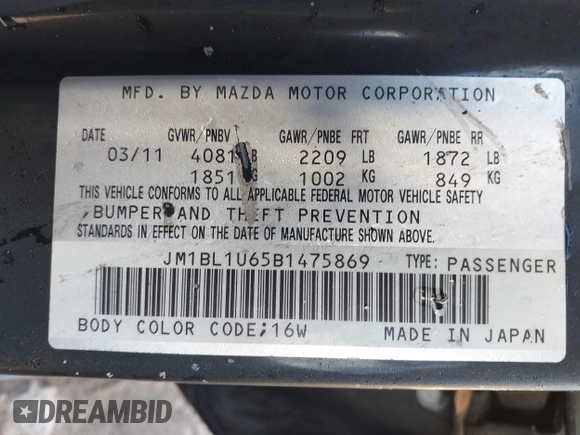 MFD. BY MAZDA MOTOR CORPORATION
DATE GVWR/PNBV GAWR/PNBE FRT GAWR/PNBE RR
03/11 4081 LB 2209 LB 1872 LB
1851 KG 1002 KG 849 KG
THIS VEHICLE CONFORMS TO ALL APPLICABLE FEDERAL MOTOR VEHICLE SAFETY
,BUMPER AND THEFT PREVENTION
STANDARDS IN EFFECT ON THE DATE OF MANUFACTURE SHOWN ABOVE.
JM1BL1U65B1475869 TYPE: PASSENGER
BODY COLOR CODE;16W MADE IN JAPAN
DREAMBID